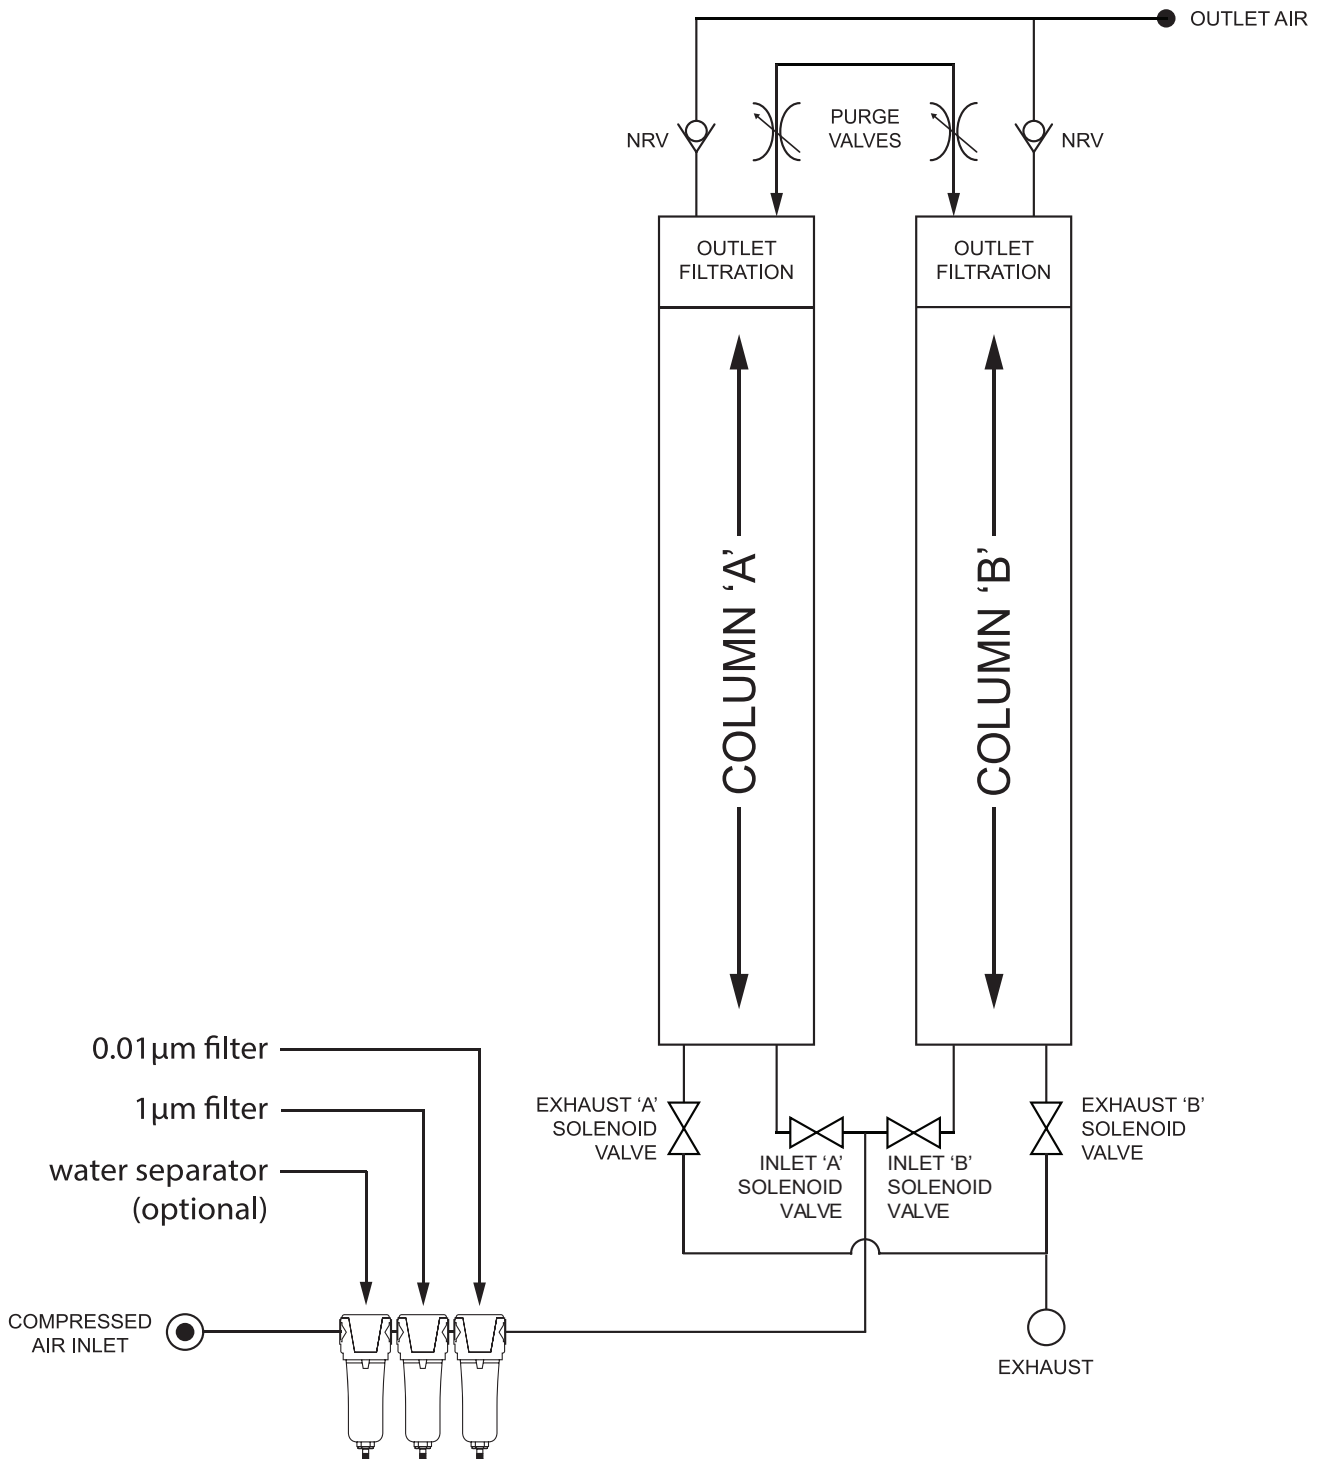 OUTLET AIR
PURGE
VALVES
NRV
NRV
OUTLET
FILTRATION
OUTLET
FILTRATION
COLUMN ‘A’
COLUMN ‘B’
0.01µm filter
1µm filter
water separator
(optional)
EXHAUST ‘A’
SOLENOID
VALVE
INLET ‘A’
SOLENOID
VALVE
INLET ‘B’
SOLENOID
VALVE
EXHAUST ‘B’
SOLENOID
VALVE
COMPRESSED
AIR INLET
EXHAUST